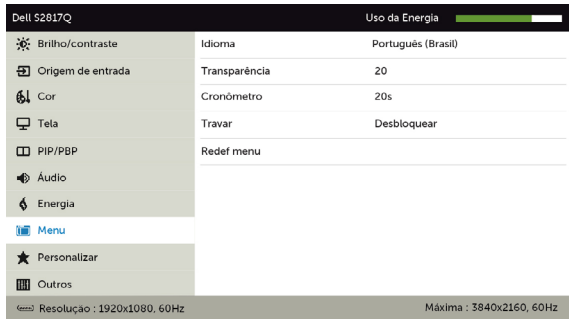 Dell S2817Q Uso da Energia
Brilho/contraste Idioma Português (Brasil)
Origem de entrada Transparência 20
Cor Cronômetro 20s
Tela Travar Desbloquear
PIP/PBP Redef menu
Áudio
Energia
Menu
Personalizar
Outros
Resolução : 1920x1080, 60Hz Máxima : 3840x2160, 60Hz